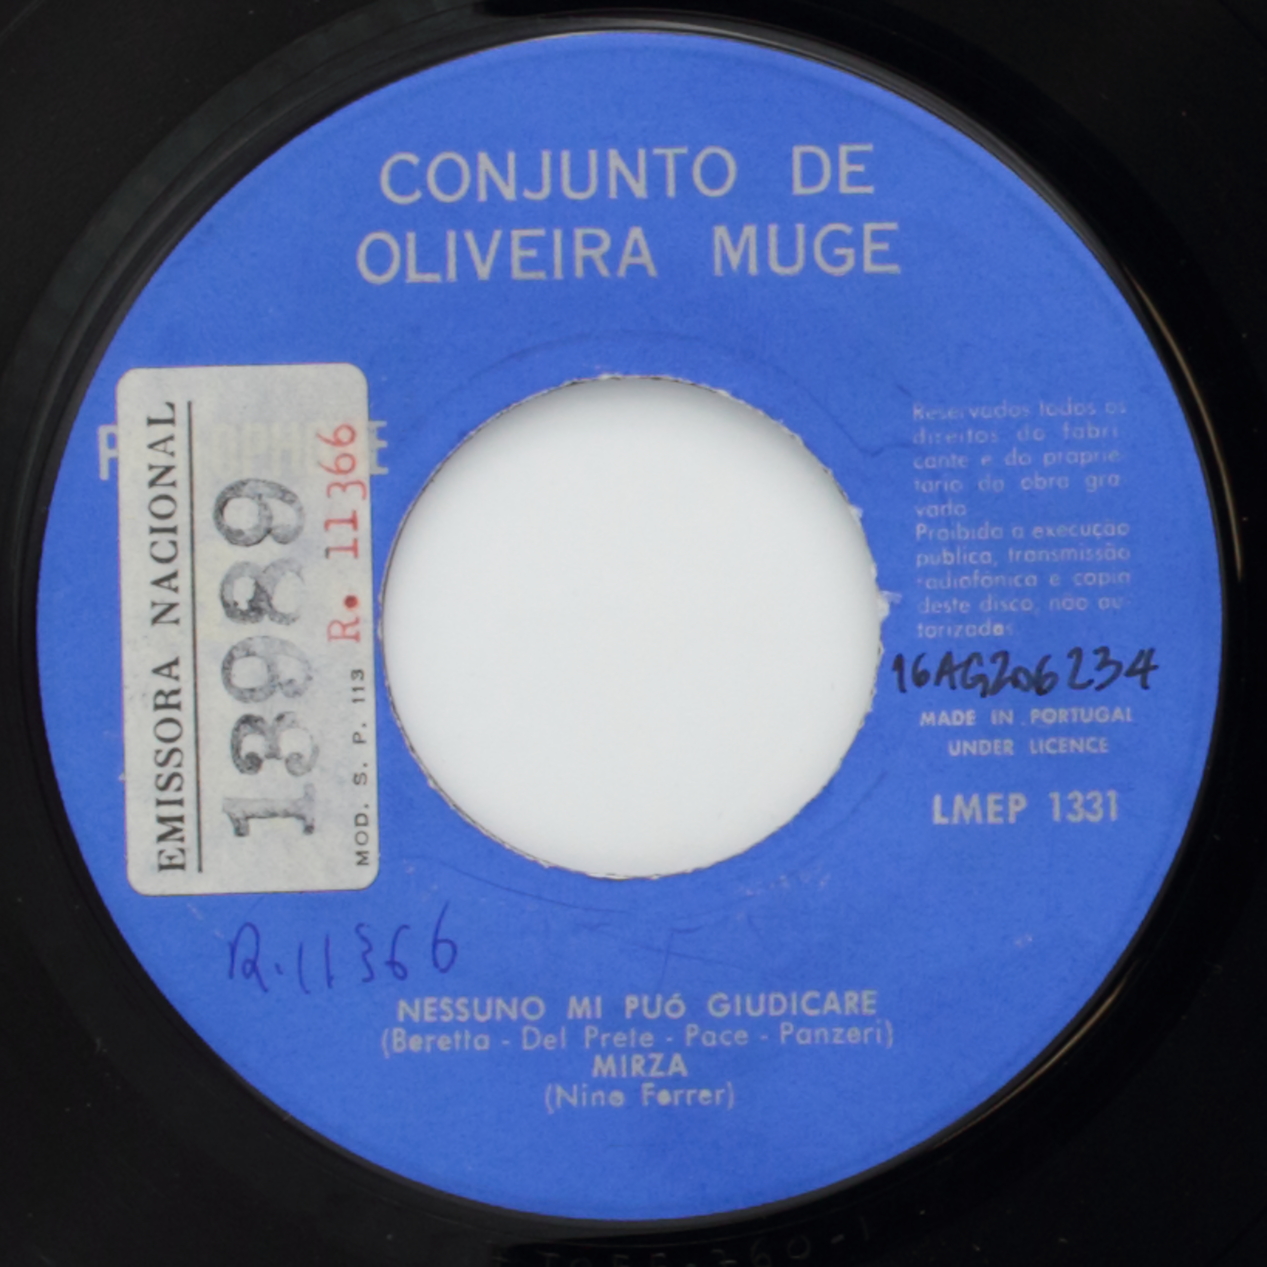 CONJUNTO DE
OLIVEIRA MUGE
EMISSORA NACIONAL
13989
R. 11366
MOD. S. P. 113
Reservados todos os
direitos do fabri
cante e do proprie
tario da obra gra
vada
Proibida a execução
publica, transmissão
radiofónica e copia
deste disco, não au-
torizadas
16AG206234
MADE IN PORTUGAL
UNDER LICENCE
LMEP 1331
R.11366
NESSUNO MI PUó GIUDICARE
(Beretta - Del Prete - Pace - Panzeri)
MIRZA
(Nino Ferrer)